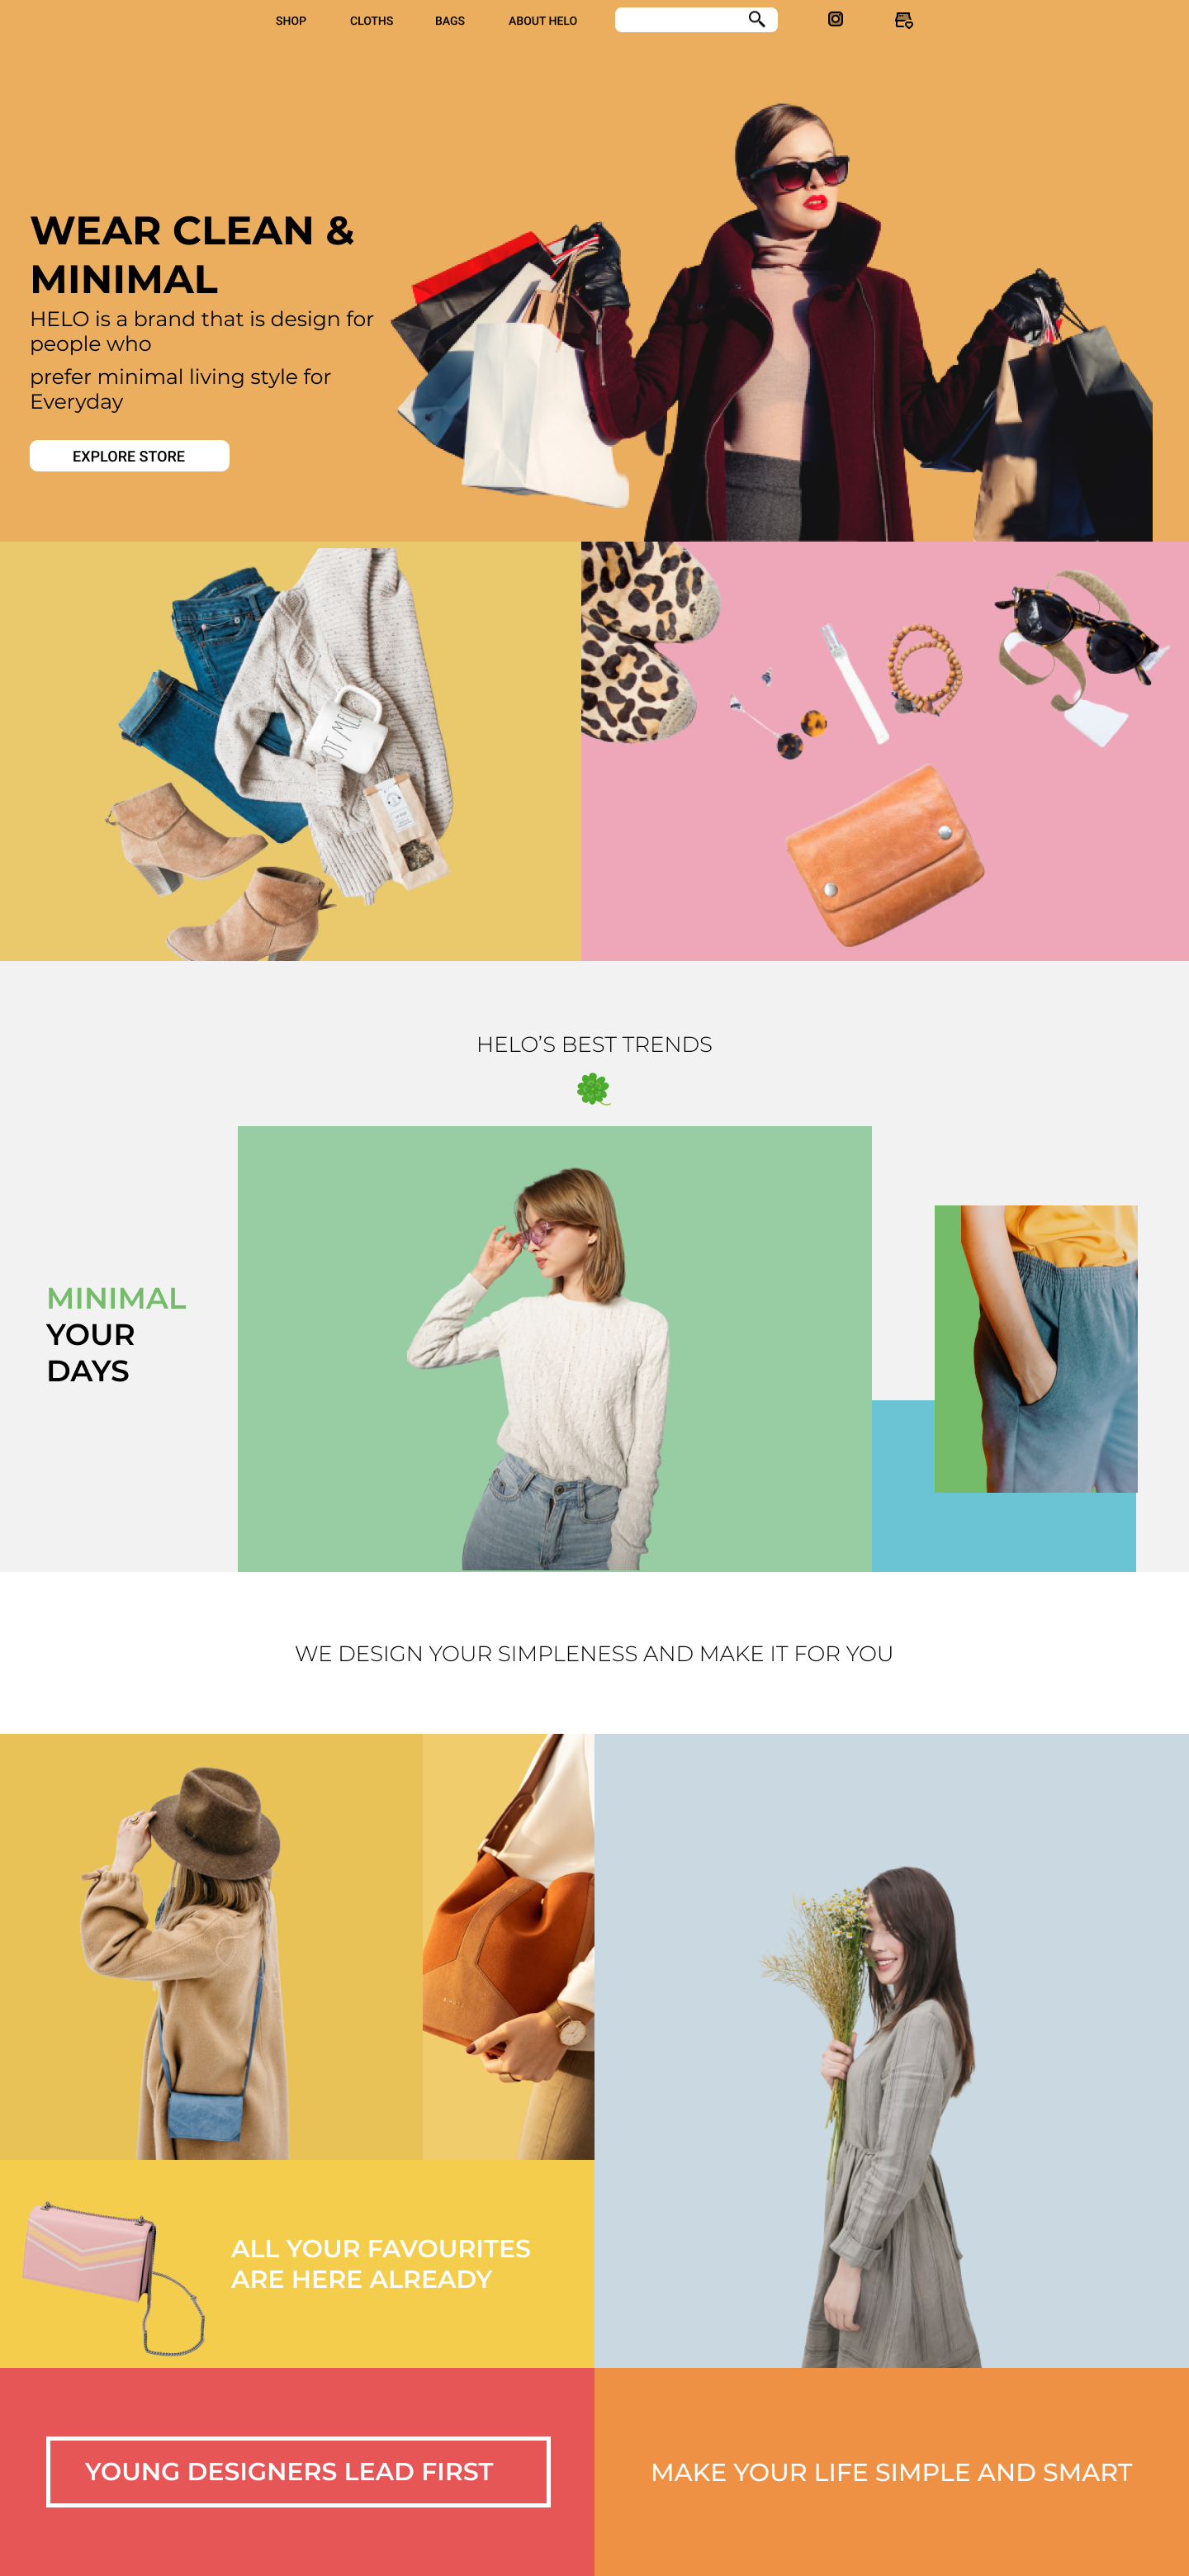 SHOP
CLOTHS
BAGS
ABOUT HELO
WEAR CLEAN &
MINIMAL
HELO is a brand that is design for
people who
prefer minimal living style for
Everyday
EXPLORE STORE
HELO’S BEST TRENDS
MINIMAL
YOUR
DAYS
WE DESIGN YOUR SIMPLENESS AND MAKE IT FOR YOU
ALL YOUR FAVOURITES
ARE HERE ALREADY
YOUNG DESIGNERS LEAD FIRST
MAKE YOUR LIFE SIMPLE AND SMART